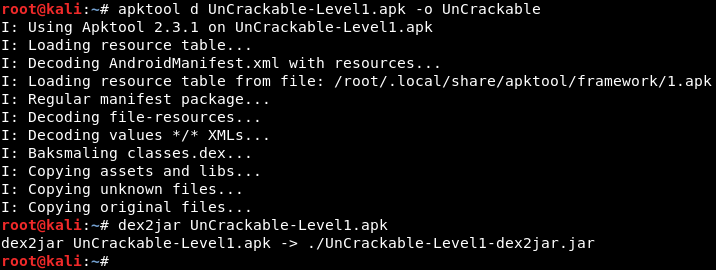 root@kali:~# apktool d UnCrackable-Level1.apk -o UnCrackable
I: Using Apktool 2.3.1 on UnCrackable-Level1.apk
I: Loading resource table...
I: Decoding AndroidManifest.xml with resources...
I: Loading resource table from file: /root/.local/share/apktool/framework/1.apk
I: Regular manifest package...
I: Decoding file-resources...
I: Decoding values */* XMLs...
I: Baksmaling classes.dex...
I: Copying assets and libs...
I: Copying unknown files...
I: Copying original files...
root@kali:~# dex2jar UnCrackable-Level1.apk
dex2jar UnCrackable-Level1.apk -> ./UnCrackable-Level1-dex2jar.jar
root@kali:~#